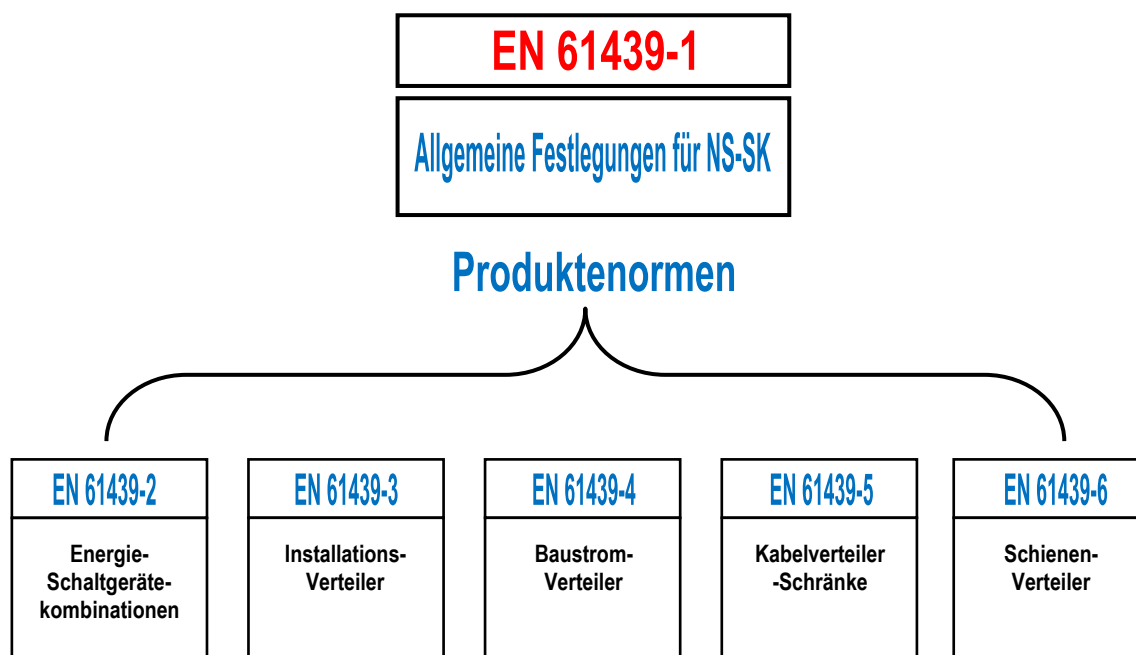 EN 61439-1
Allgemeine Festlegungen für NS-SK
Produktenormen
EN 61439-2
Energie-
Schaltgeräte-
kombinationen
EN 61439-3
Installations-
Verteiler
EN 61439-4
Baustrom-
Verteiler
EN 61439-5
Kabelverteiler
-Schränke
EN 61439-6
Schienen-
Verteiler